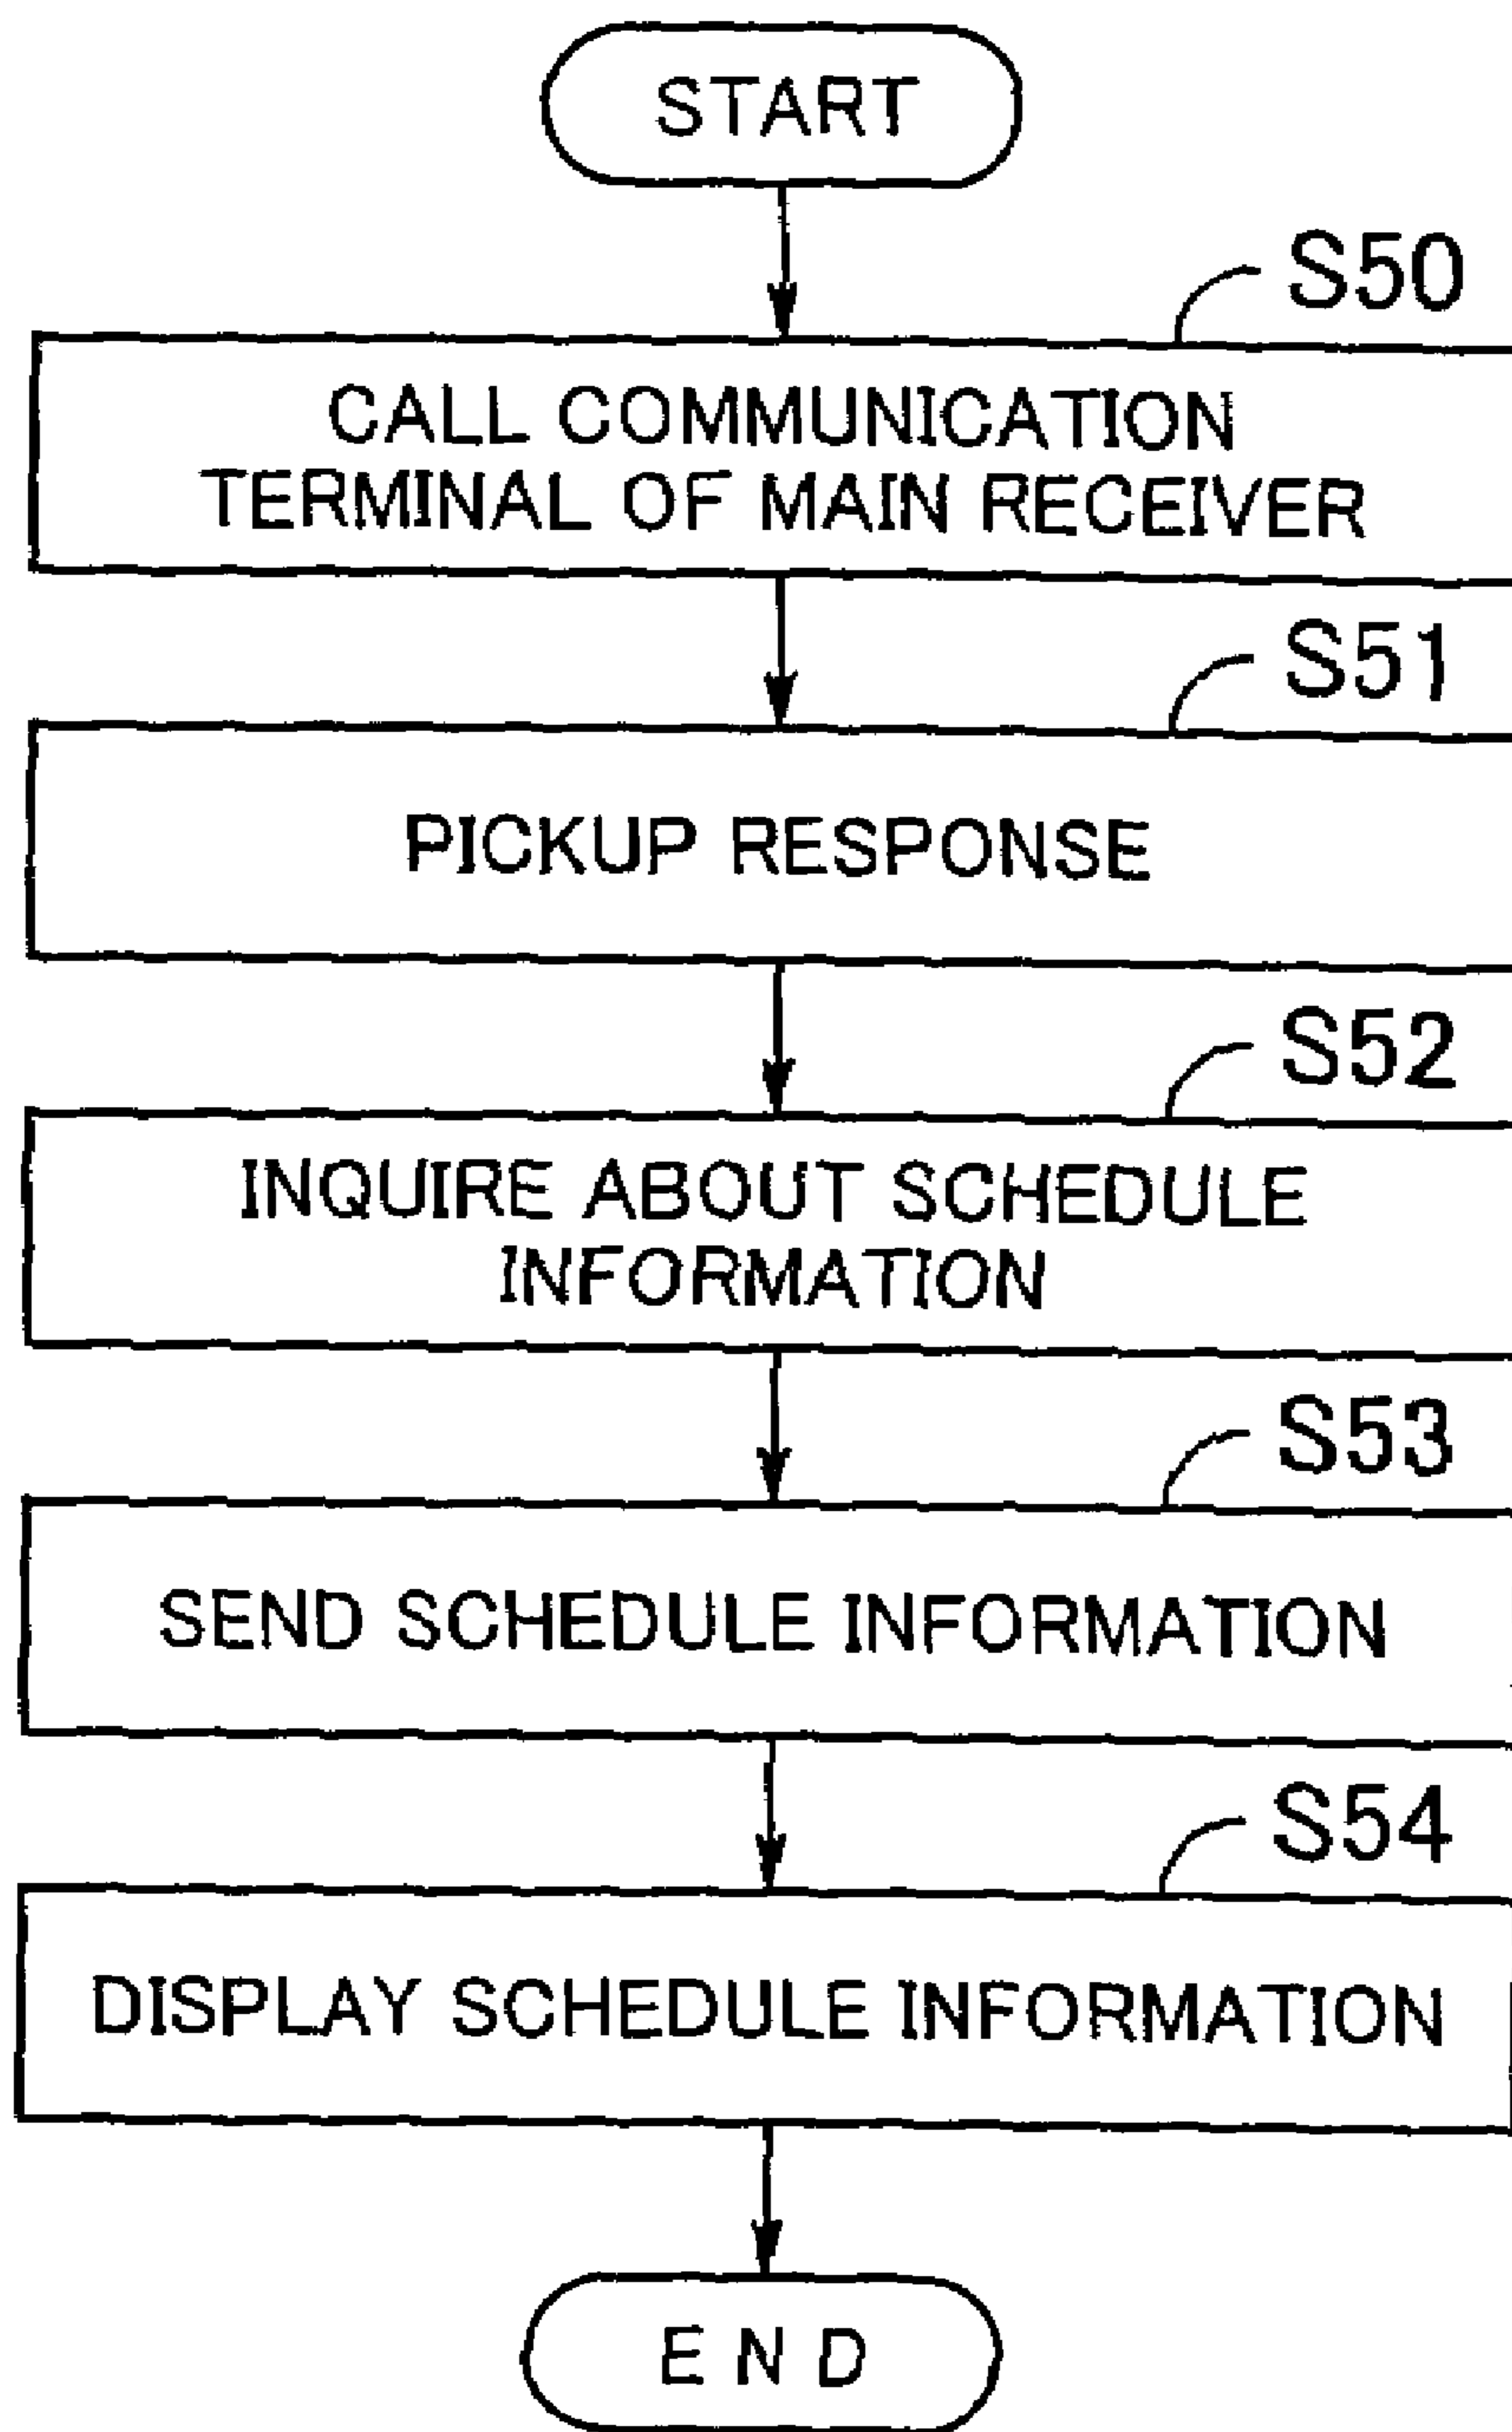 START
S50
CALL COMMUNICATION
TERMINAL OF MAIN RECEIVER
S51
PICKUP RESPONSE
S52
INQUIRE ABOUT SCHEDULE
INFORMATION
S53
SEND SCHEDULE INFORMATION
S54
DISPLAY SCHEDULE INFORMATION
END